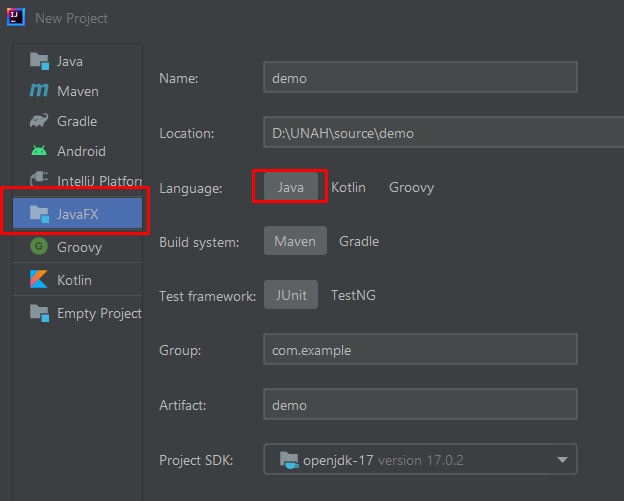 New Project
Java
Maven
Gradle
Android
IntelliJ Platfor
JavaFX
Groovy
Kotlin
Empty Project
Name: demo
Location: D:\UNAH\source\demo
Language: Java Kotlin Groovy
Build system: Maven Gradle
Test framework: JUnit TestNG
Group: com.example
Artifact: demo
Project SDK: openjdk-17 version 17.0.2